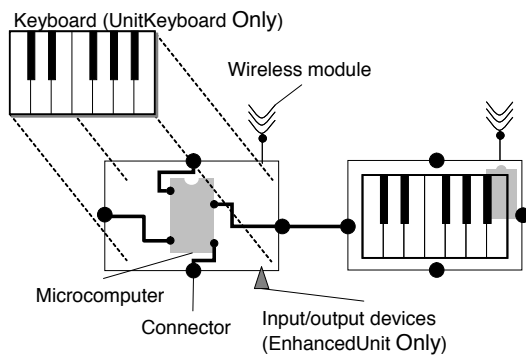 Keyboard (UnitKeyboard Only)
Wireless module
Microcomputer
Connector
Input/output devices
(EnhancedUnit Only)